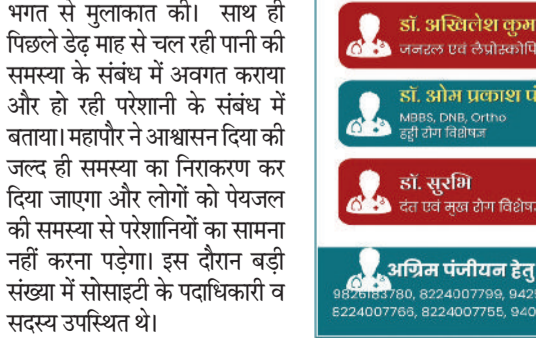 भगत से मुलाकात की। साथ ही
पिछले डेढ़ माह से चल रही पानी की
समस्या के संबंध में अवगत कराया
और हो रही परेशानी के संबंध में
बताया। महापौर ने आश्वासन दिया की
जल्द ही समस्या का निराकरण कर
दिया जाएगा और लोगों को पेयजल
की समस्या से परेशानियों का सामना
नहीं करना पड़ेगा। इस दौरान बड़ी
संख्या में सोसाइटी के पदाधिकारी व
सदस्य उपस्थित थे।
डॉ. अखिलेश
जनरल एवं
डॉ. ओम प्रकाश
MBBS, DNB, Ortho
हड्डी रोग विशेषज्ञ
डॉ. सुरभि
दंत एवं मुख रोग
अग्रिम पंजीयन हेतु
9826183780, 8224007799,
8224007766, 8224007755,